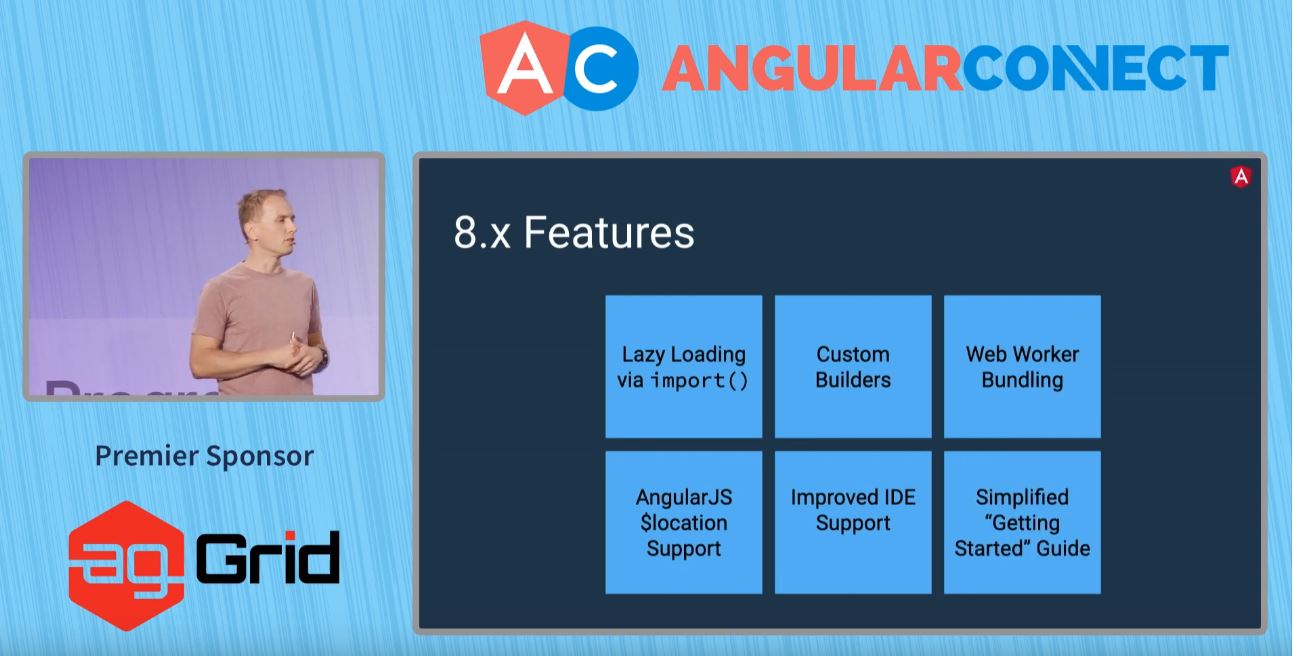 AC ANGULARCONNECT
8.x Features
Lazy Loading
via import()
Custom
Builders
Web Worker
Bundling
AngularJS
$location
Support
Improved IDE
Support
Simplified
“Getting
Started” Guide
A
Premier Sponsor
ag Grid